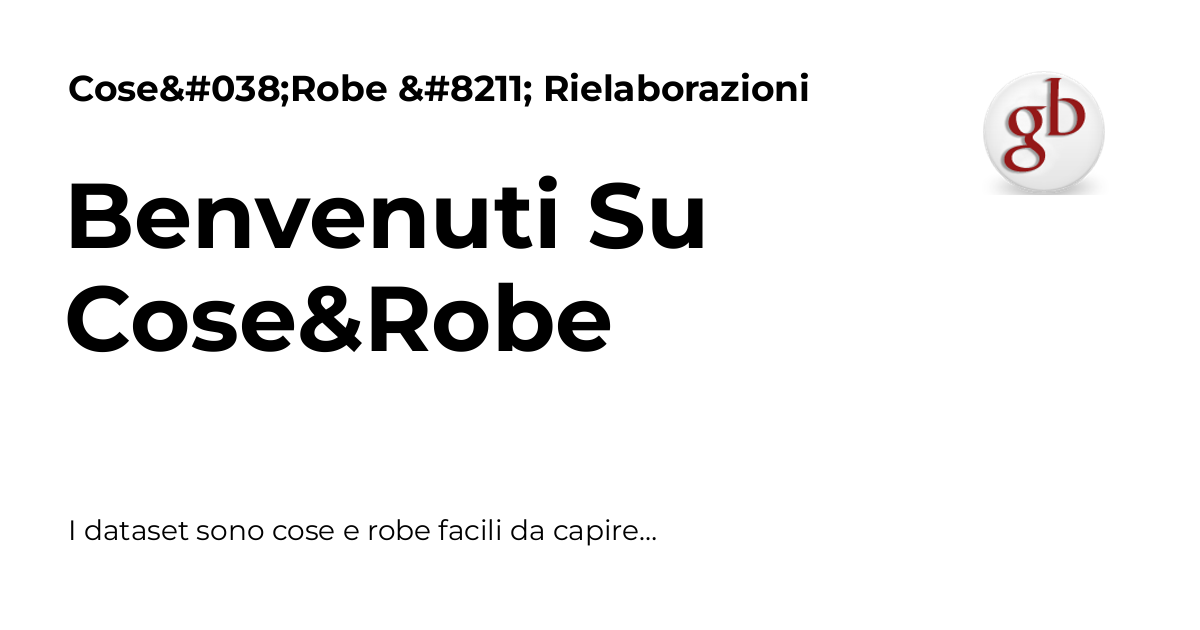 Cose&#038;Robe &#8211; Rielaborazioni
gb
Benvenuti Su
Cose&Robe
I dataset sono cose e robe facili da capire...